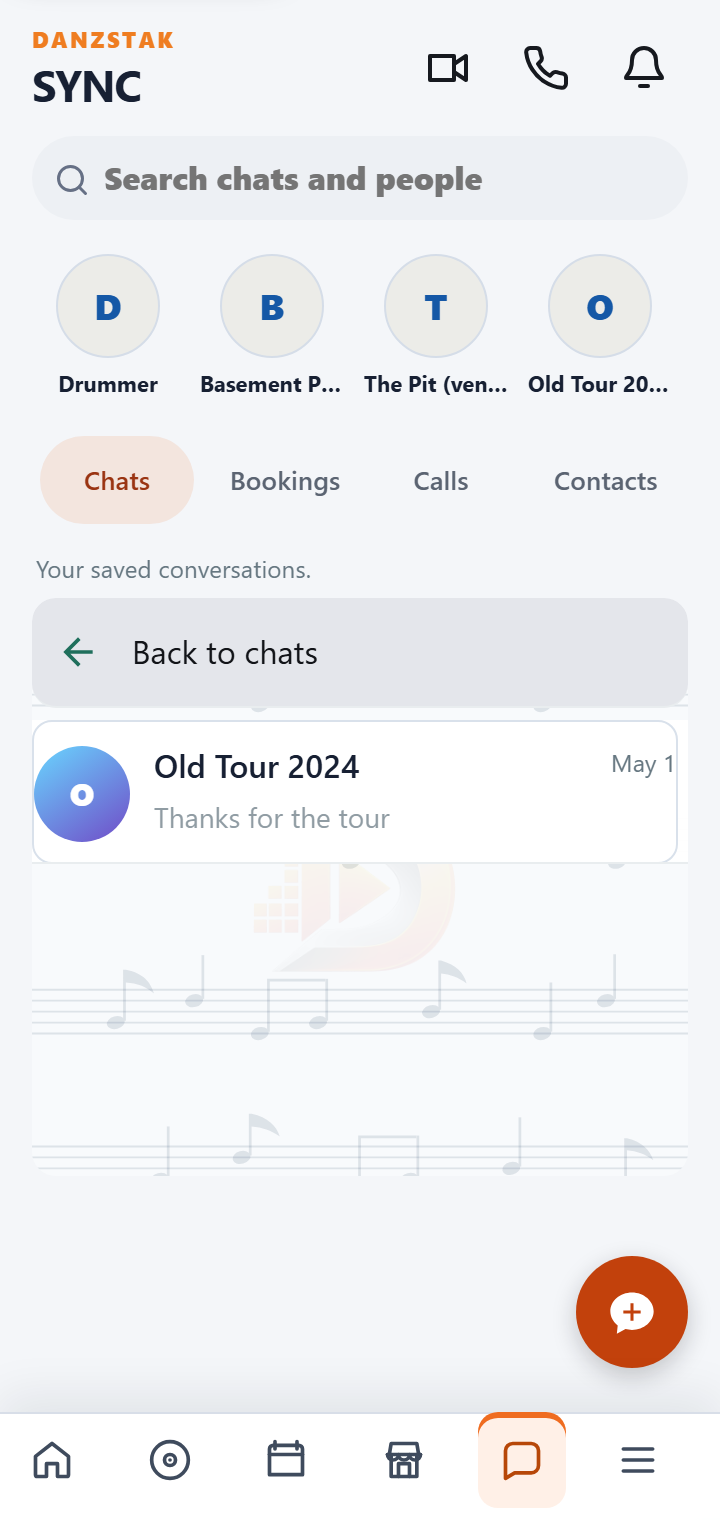 DANZSTAK
SYNC
Search chats and people
D
B
T
O
Drummer
Basement P...
The Pit (ven...
Old Tour 20...
Chats
Bookings
Calls
Contacts
Your saved conversations.
Back to chats
O
Old Tour 2024
May 1
Thanks for the tour